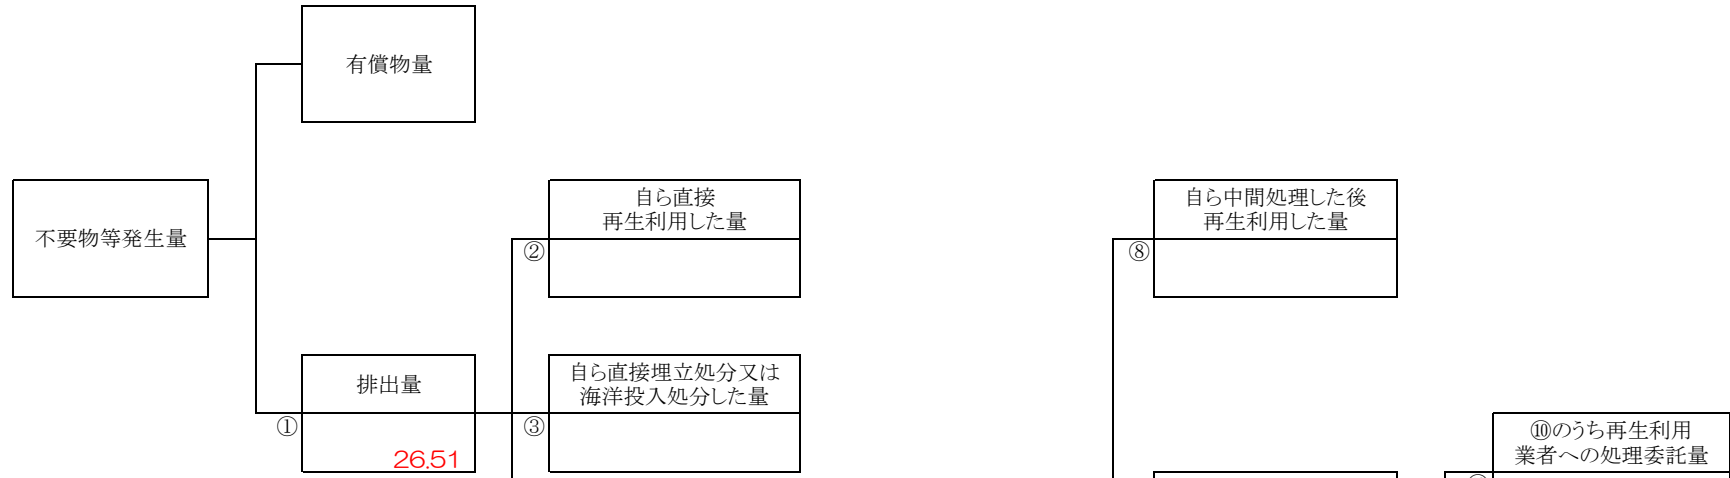 有償物量
不要物等発生量
自ら直接
再生利用した量
②
自ら中間処理した後
再生利用した量
⑧
排出量
①
26.51
自ら直接埋立処分又は
海洋投入処分した量
③
⑩のうち再生利用
業者への処理委託量